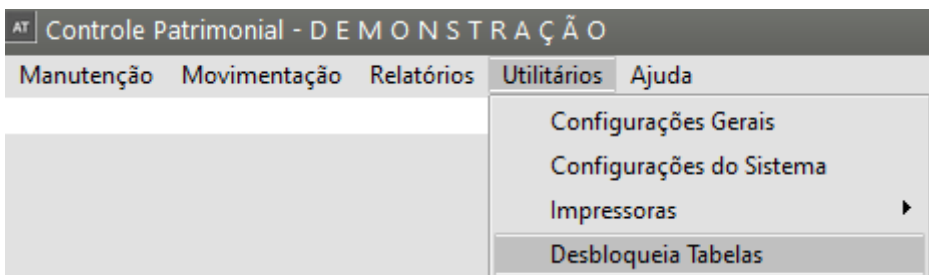 AT Controle Patrimonial - D E M O N S T R A Ç Ã O
Manutenção Movimentação Relatórios Utilitários Ajuda
Configurações Gerais
Configurações do Sistema
Impressoras
Desbloqueia Tabelas